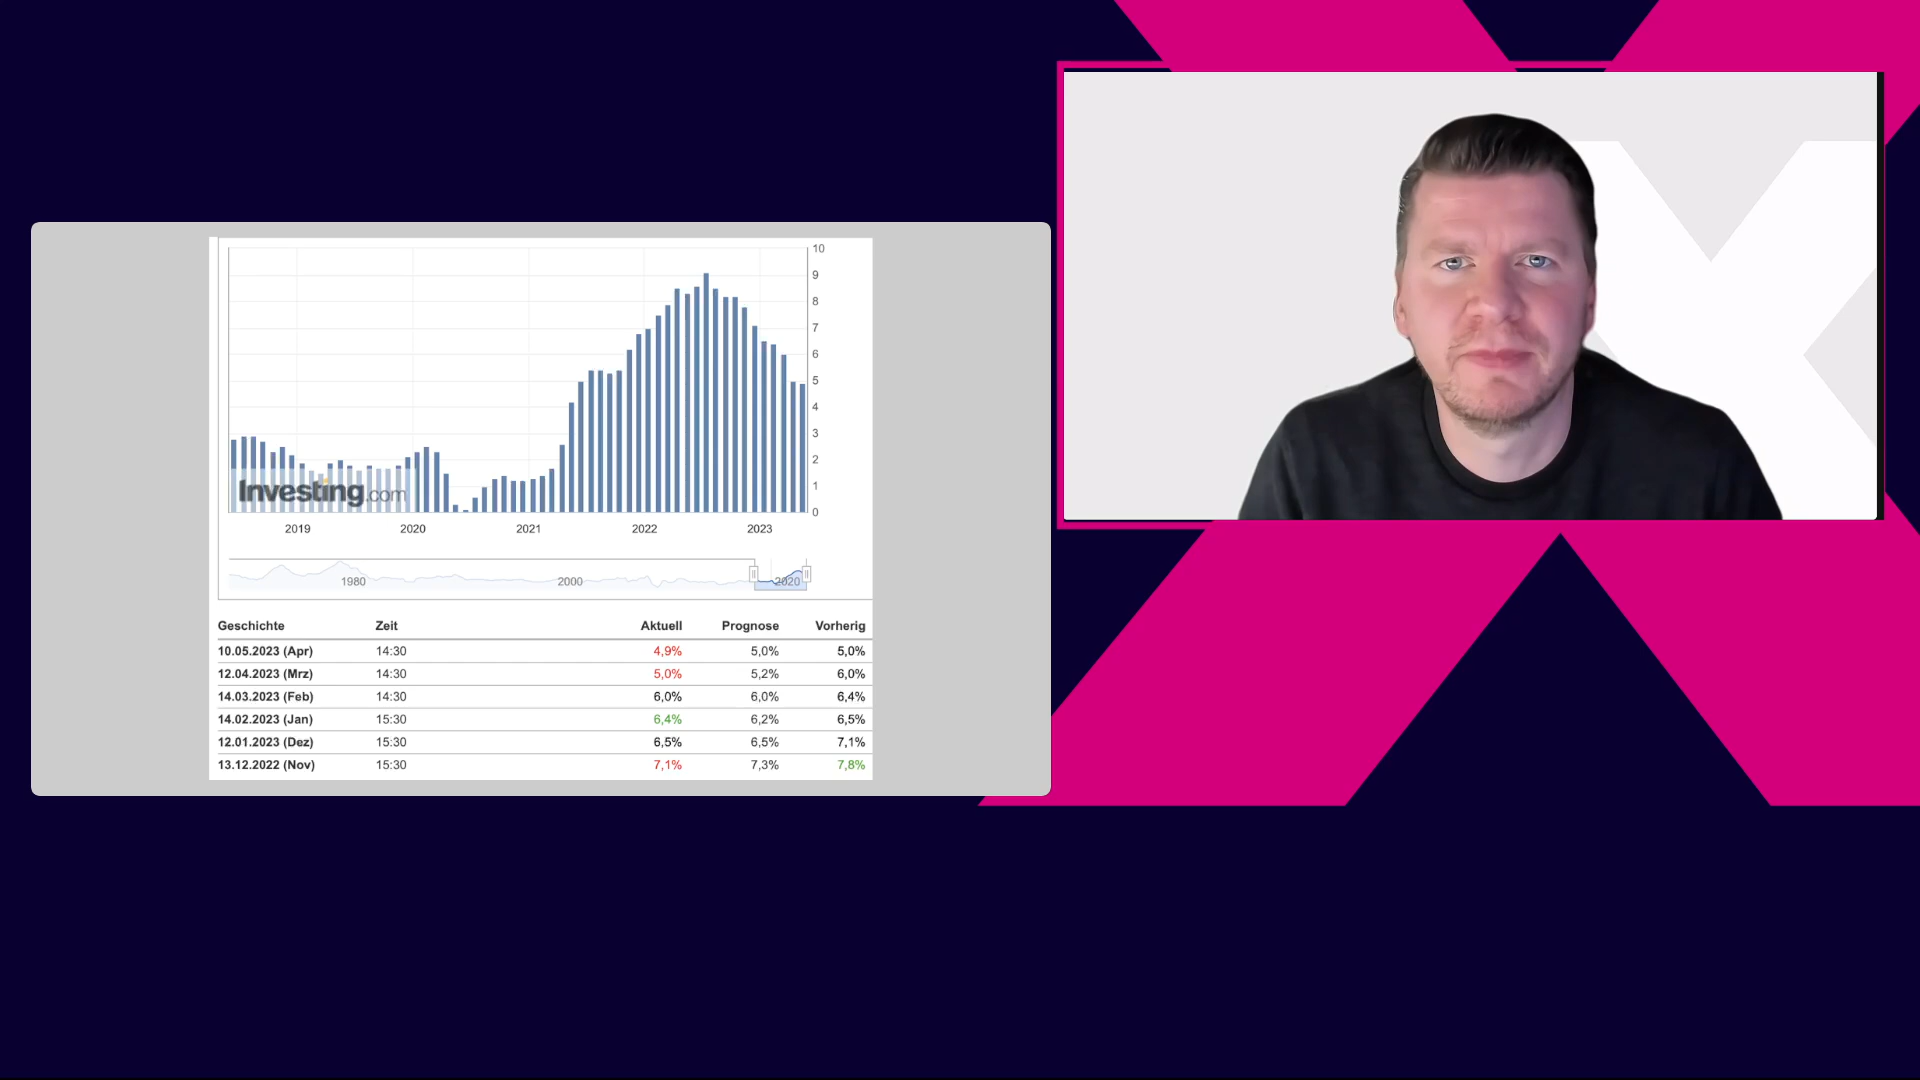 10
9
8
7
6
5
4
3
2
1
0
Investing.com
2019 2020 2021 2022 2023
1980 2000 2020
Geschichte Zeit Aktuell Prognose Vorherig
10.05.2023 (Apr) 14:30 4,9% 5,0% 5,0%
12.04.2023 (Mrz) 14:30 5,0% 5,2% 6,0%
14.03.2023 (Feb) 14:30 6,0% 6,0% 6,4%
14.02.2023 (Jan) 15:30 6,4% 6,2% 6,5%
12.01.2023 (Dez) 15:30 6,5% 6,5% 7,1%
13.12.2022 (Nov) 15:30 7,1% 7,3% 7,8%